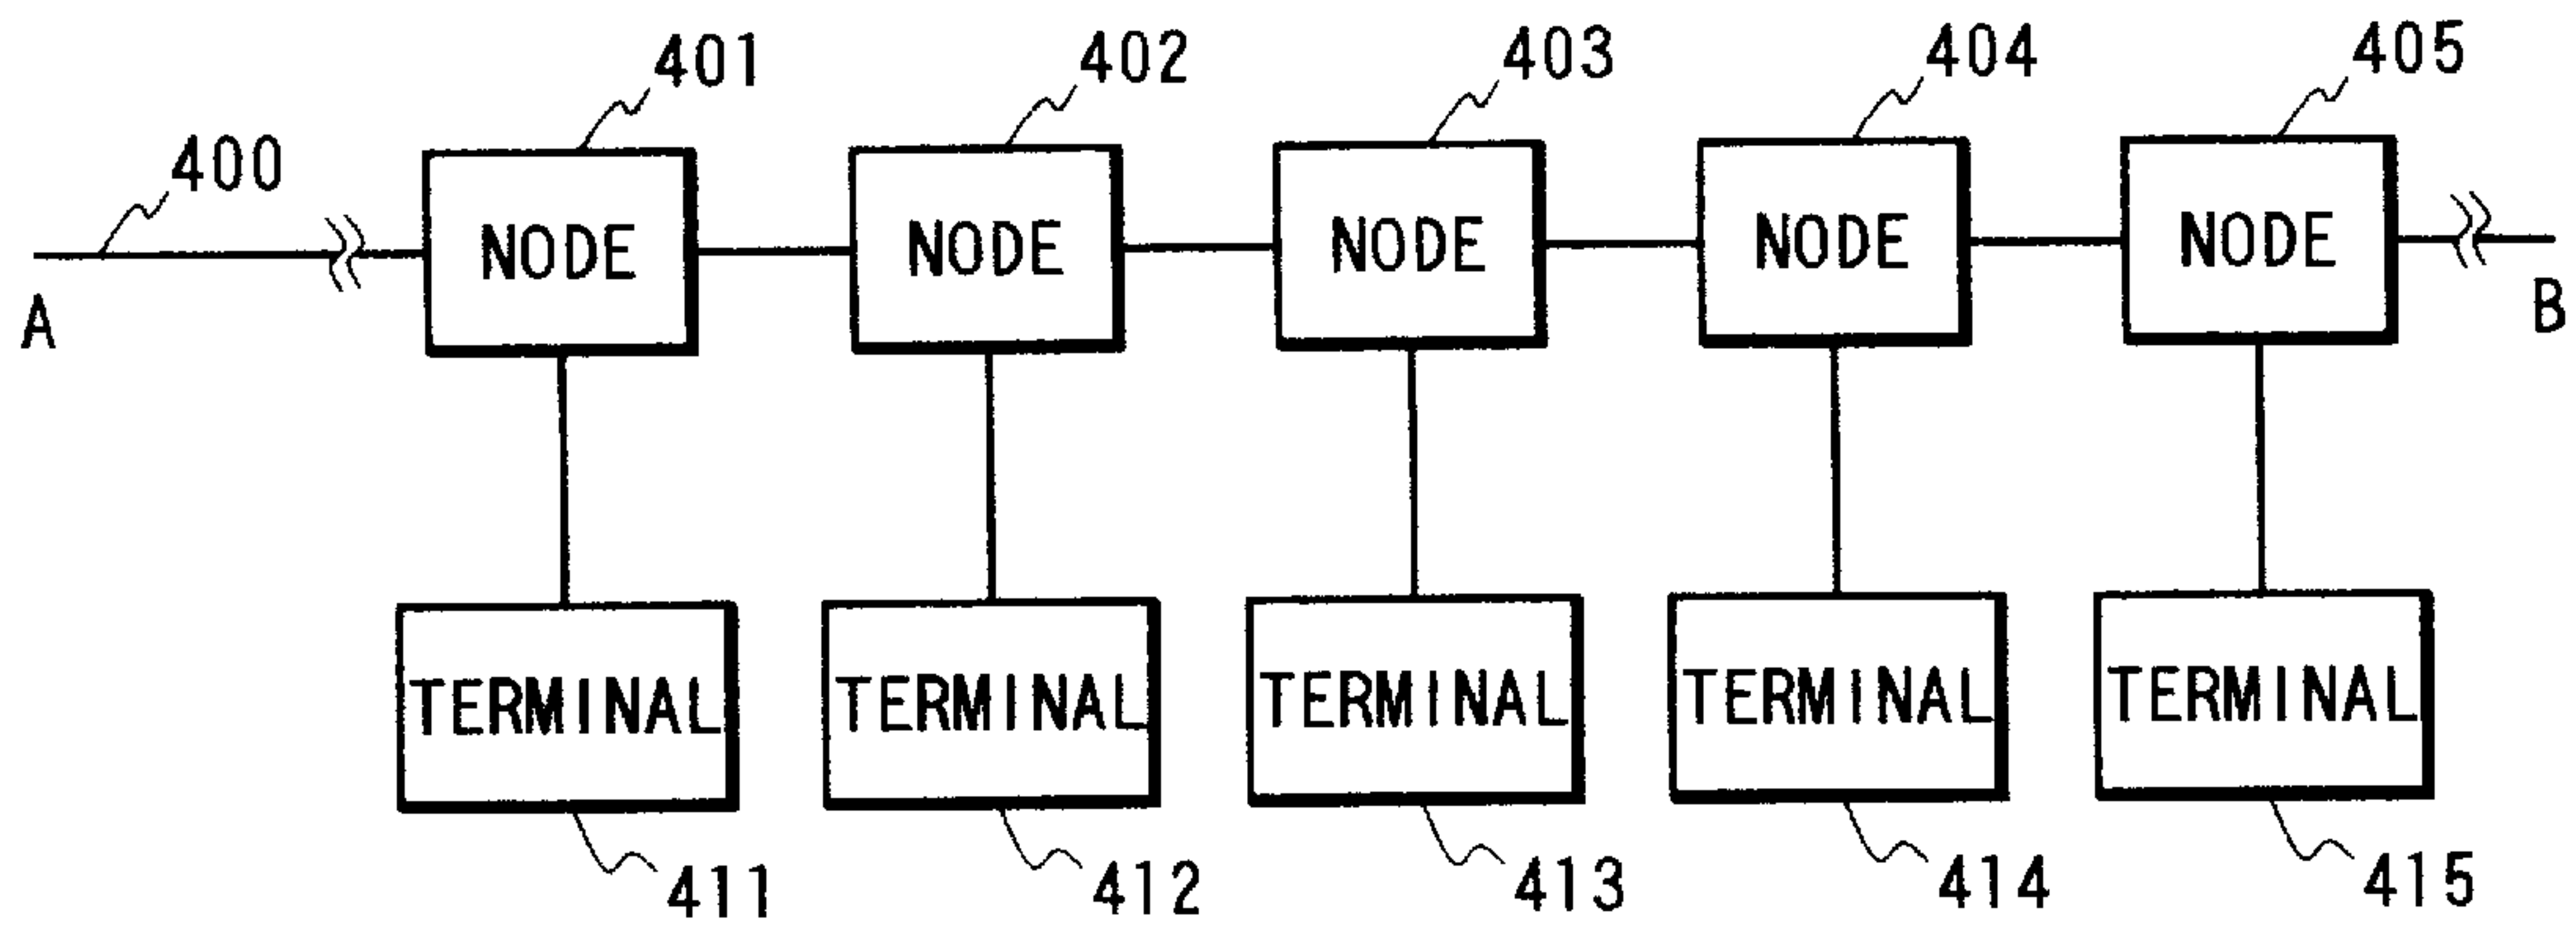 401 402 403 404 405
400
NODE NODE NODE NODE NODE
A B
TERMINAL TERMINAL TERMINAL TERMINAL TERMINAL
411 412 413 414 415